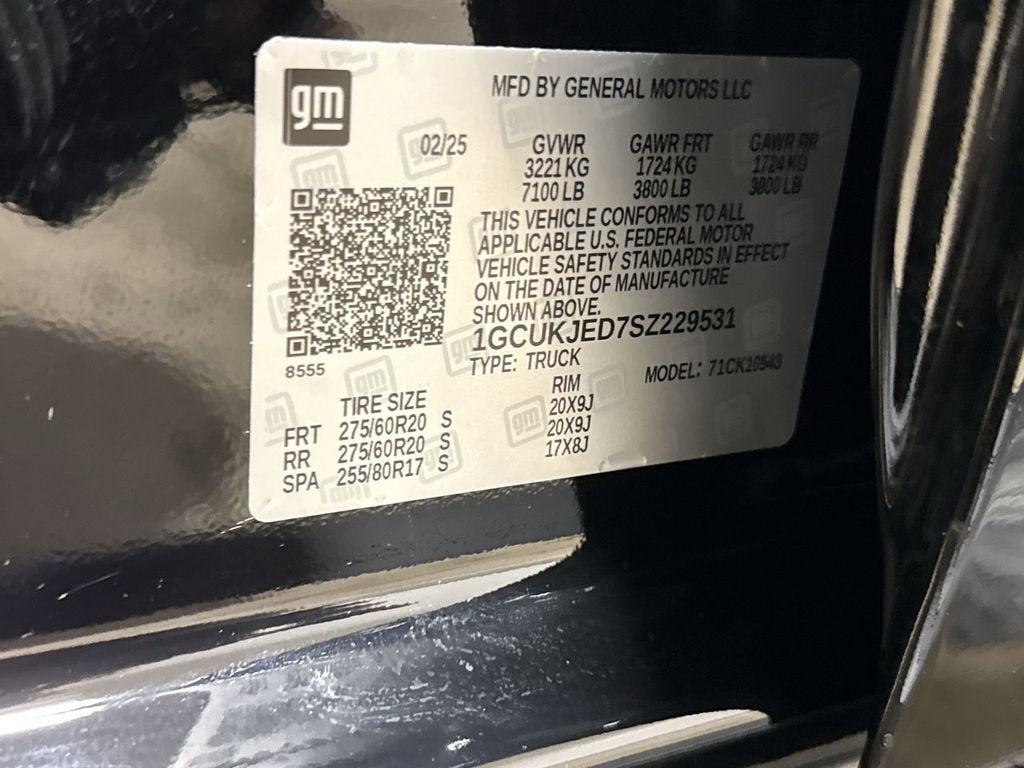 gm
MFD BY GENERAL MOTORS LLC
02/25 GVWR GAWR FRT GAWR RR
3221 KG 1724 KG 1724 KG
7100 LB 3800 LB 3800 LB
THIS VEHICLE CONFORMS TO ALL
APPLICABLE U.S. FEDERAL MOTOR
VEHICLE SAFETY STANDARDS IN EFFECT
ON THE DATE OF MANUFACTURE
SHOWN ABOVE.
1GCUKJED7SZ229531
8555
TYPE: TRUCK MODEL: 71CK10543
TIRE SIZE RIM
FRT 275/60R20 S 20X9J
RR 275/60R20 S 20X9J
SPA 255/80R17 S 17X8J